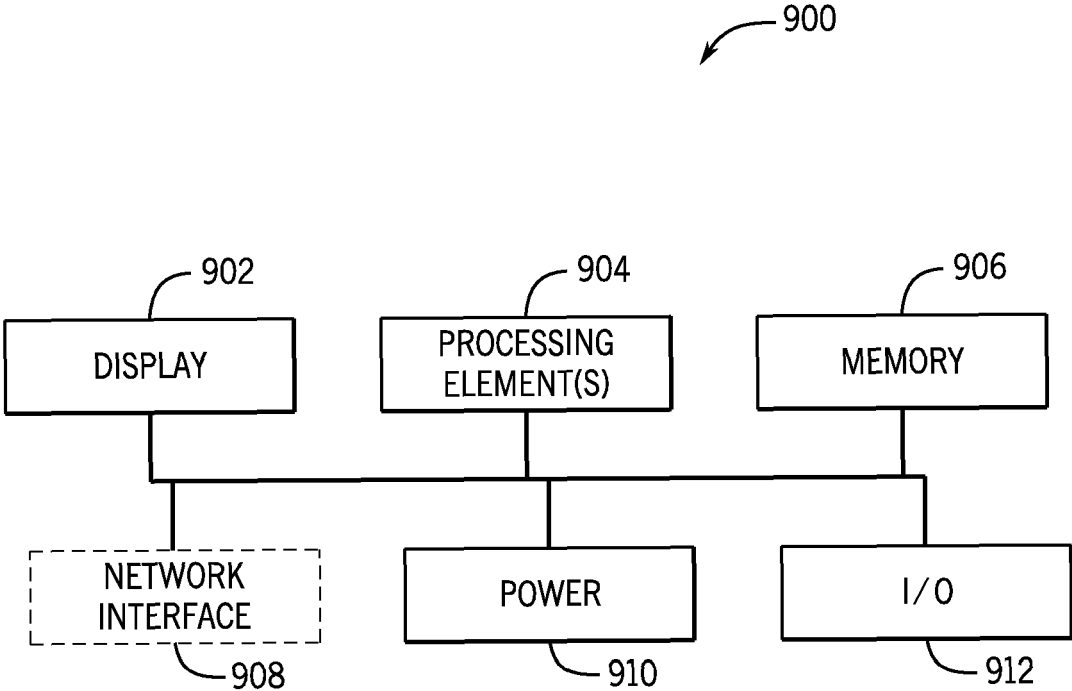 900
902
904
906
DISPLAY
PROCESSING
ELEMENT(S)
MEMORY
NETWORK
INTERFACE
POWER
I/O
908
910
912